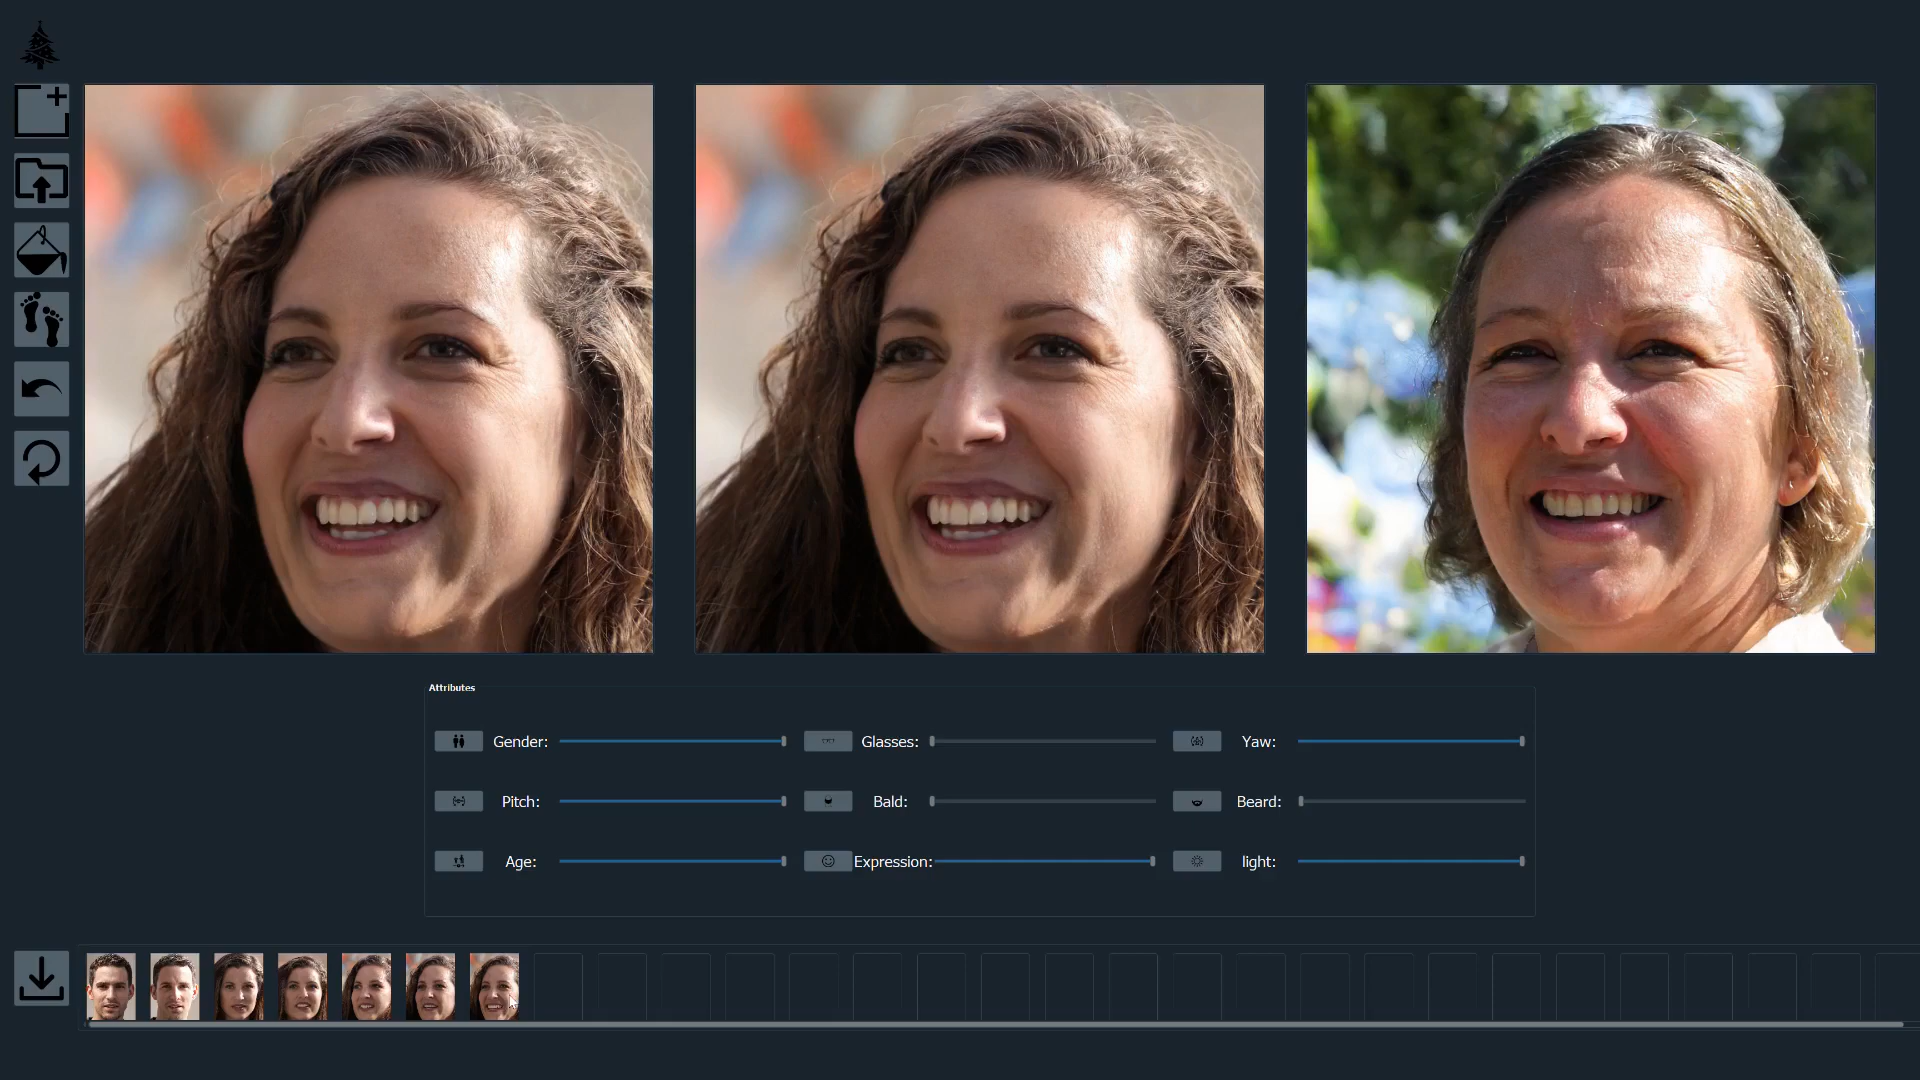 Attributes
Gender: Glasses: Yaw:
Pitch: Bald: Beard:
Age: Expression: light: